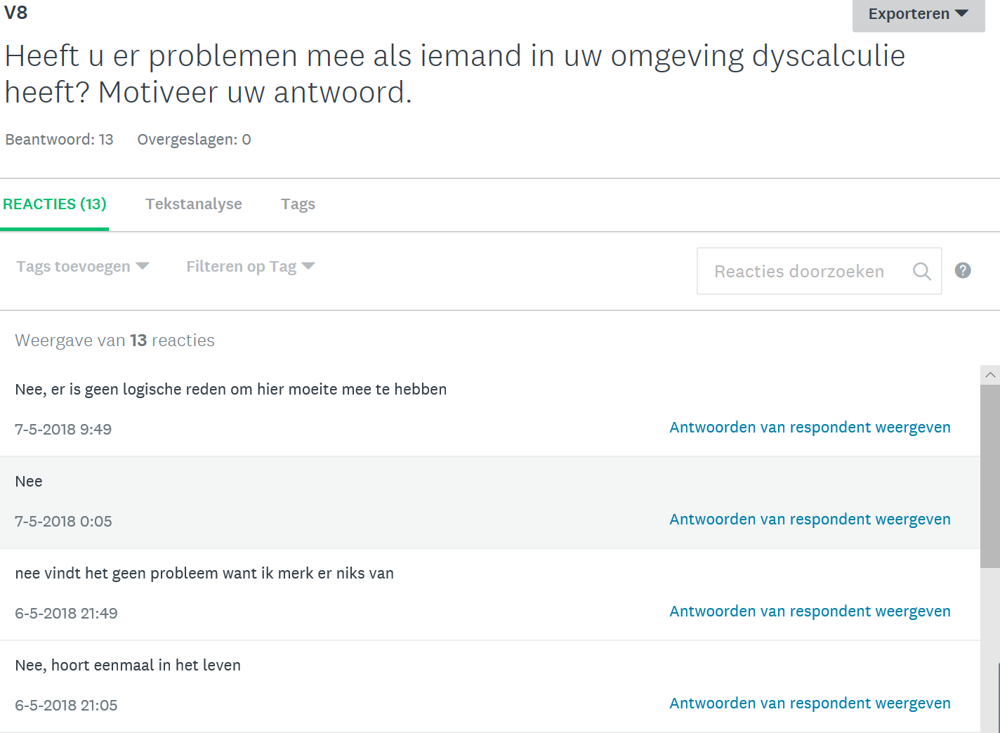 V8
Exporteren
Heeft u er problemen mee als iemand in uw omgeving dyscalculie
heeft? Motiveer uw antwoord.
Beantwoord: 13 Overgeslagen: 0
REACTIES (13) Tekstanalyse Tags
Tags toevoegen Filteren op Tag Reacties doorzoeken ?
Weergave van 13 reacties
Nee, er is geen logische reden om hier moeite mee te hebben
7-5-2018 9:49 Antwoorden van respondent weergeven
Nee
7-5-2018 0:05 Antwoorden van respondent weergeven
nee vindt het geen probleem want ik merk er niks van
6-5-2018 21:49 Antwoorden van respondent weergeven
Nee, hoort eenmaal in het leven
6-5-2018 21:05 Antwoorden van respondent weergeven